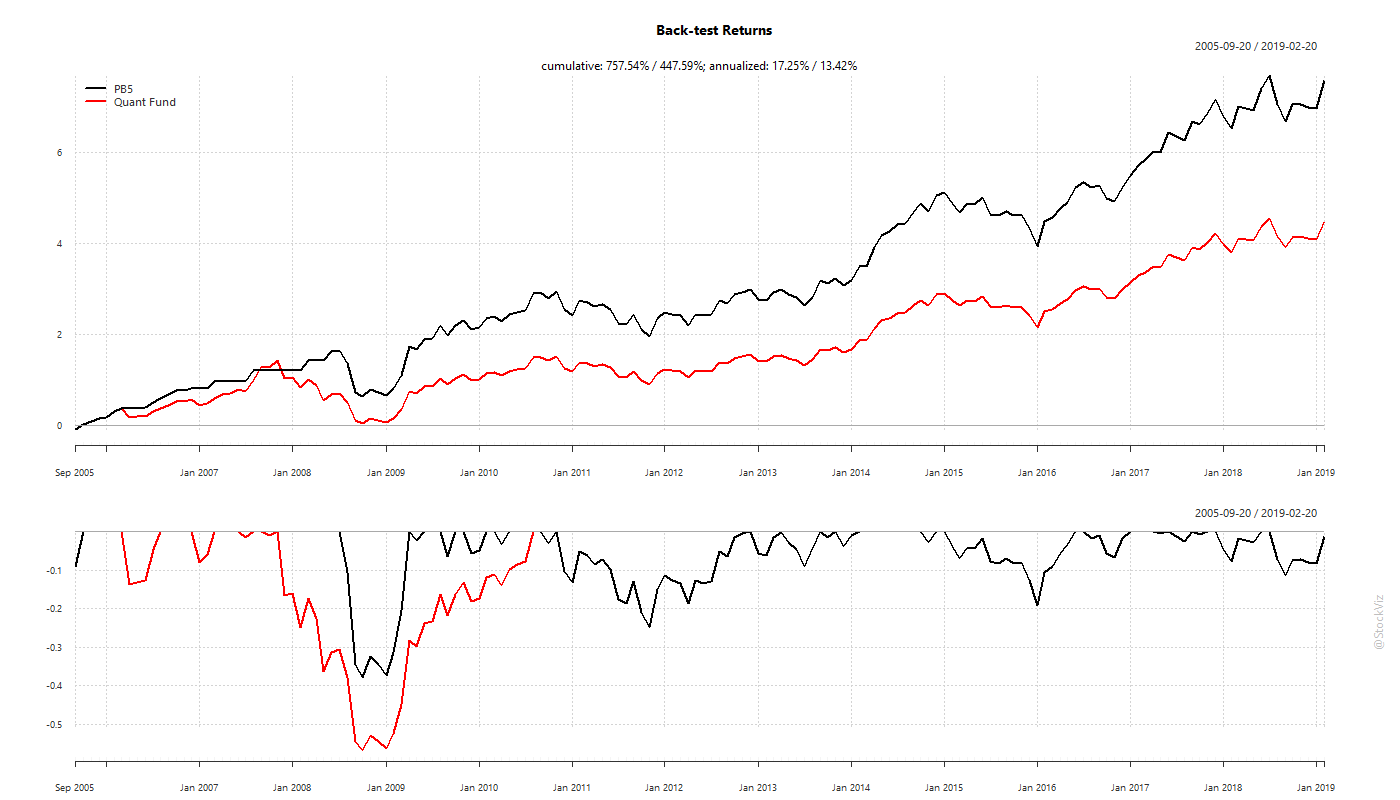 Back-test Returns
2005-09-20 / 2019-02-20
cumulative: 757.54% / 447.59%; annualized: 17.25% / 13.42%
PB5
Quant Fund
6
4
2
0
Sep 2005 Jan 2007 Jan 2008 Jan 2009 Jan 2010 Jan 2011 Jan 2012 Jan 2013 Jan 2014 Jan 2015 Jan 2016 Jan 2017 Jan 2018 Jan 2019
2005-09-20 / 2019-02-20
-0.1
-0.2
-0.3
-0.4
-0.5
Sep 2005 Jan 2007 Jan 2008 Jan 2009 Jan 2010 Jan 2011 Jan 2012 Jan 2013 Jan 2014 Jan 2015 Jan 2016 Jan 2017 Jan 2018 Jan 2019
@StockViz